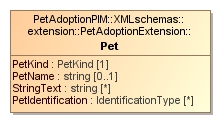 PetAdoptionPIM::XMLschemas::
extension::PetAdoptionExtension::
Pet
PetKind : PetKind [1]
PetName : string [0..1]
StringText : string [*]
PetIdentification : IdentificationType [*]